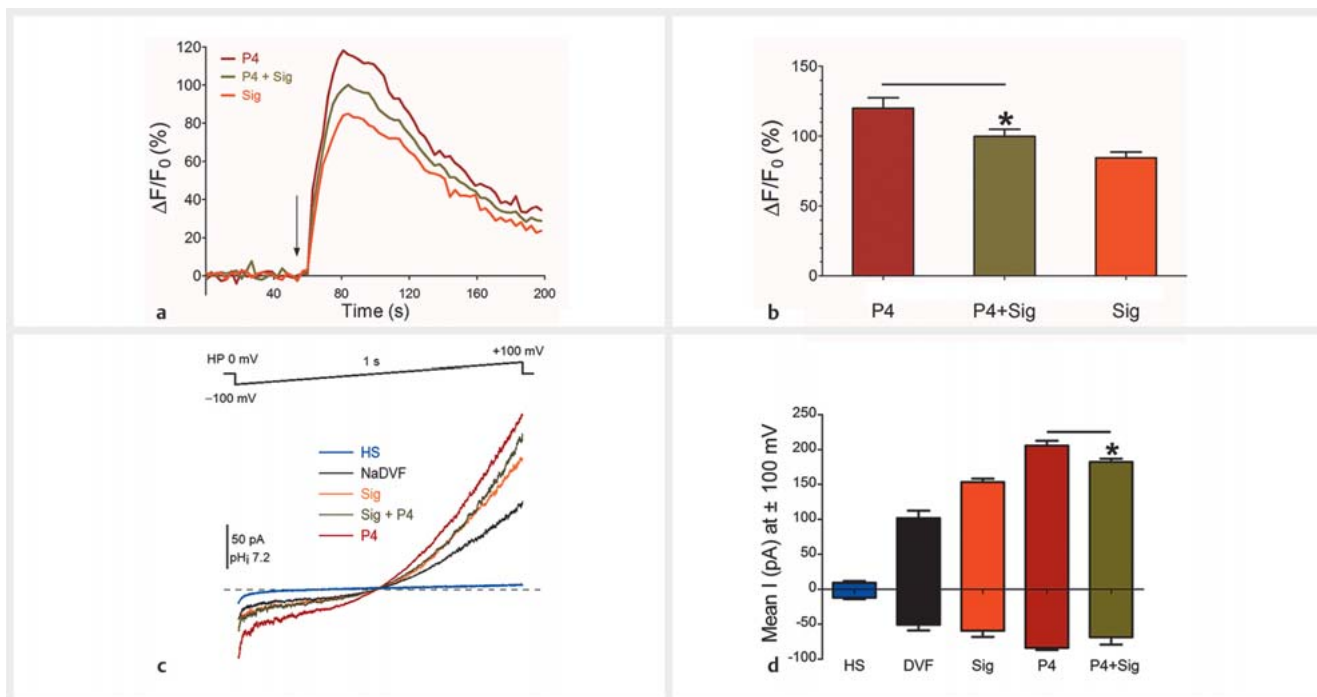 120
100
80
60
40
20
0
ΔF/F0 (%)
P4
P4 + Sig
Sig
40
80
120
160
200
Time (s)
a
150
100
50
0
ΔF/F0 (%)
*
P4
P4+Sig
Sig
b
HP 0 mV
1 s
+100 mV
−100 mV
HS
NaDVF
Sig
Sig + P4
P4
50 pA
pHi 7.2
c
250
200
150
100
50
0
-50
-100
Mean I (pA) at ± 100 mV
*
HS
DVF
Sig
P4
P4+Sig
d